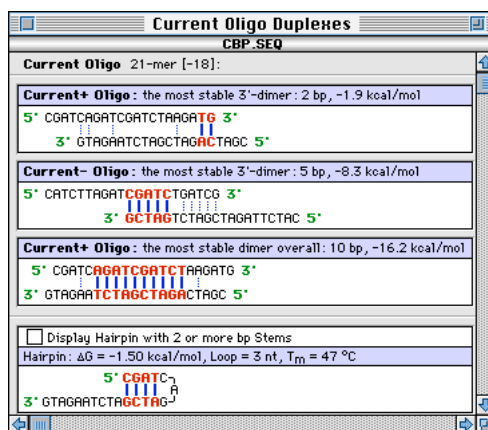 Current Oligo Duplexes
CBP.SEQ
Current Oligo 21-mer [-18]:
Current+ Oligo: the most stable 3'-dimer: 2 bp, -1.9 kcal/mol
5' CGATCAGATCGATCTAAGATG 3'
3' GTAGAATCTAGCTAGACTAGC 5'
Current- Oligo: the most stable 3'-dimer: 5 bp, -8.3 kcal/mol
5' CATCTTAGATCGATCTGATCG 3'
3' GCTAGTCTAGCTAGATTCTAC 5'
Current+ Oligo: the most stable dimer overall: 10 bp, -16.2 kcal/mol
5' CGATCAGATCGATCTAAGATG 3'
3' GTAGAATCTAGCTAGACTAGC 5'
Display Hairpin with 2 or more bp Stems
Hairpin: ΔG = -1.50 kcal/mol, Loop = 3 nt, Tm = 47 °C
5' CGATC
A
3' GTAGAATCTAGCTAG